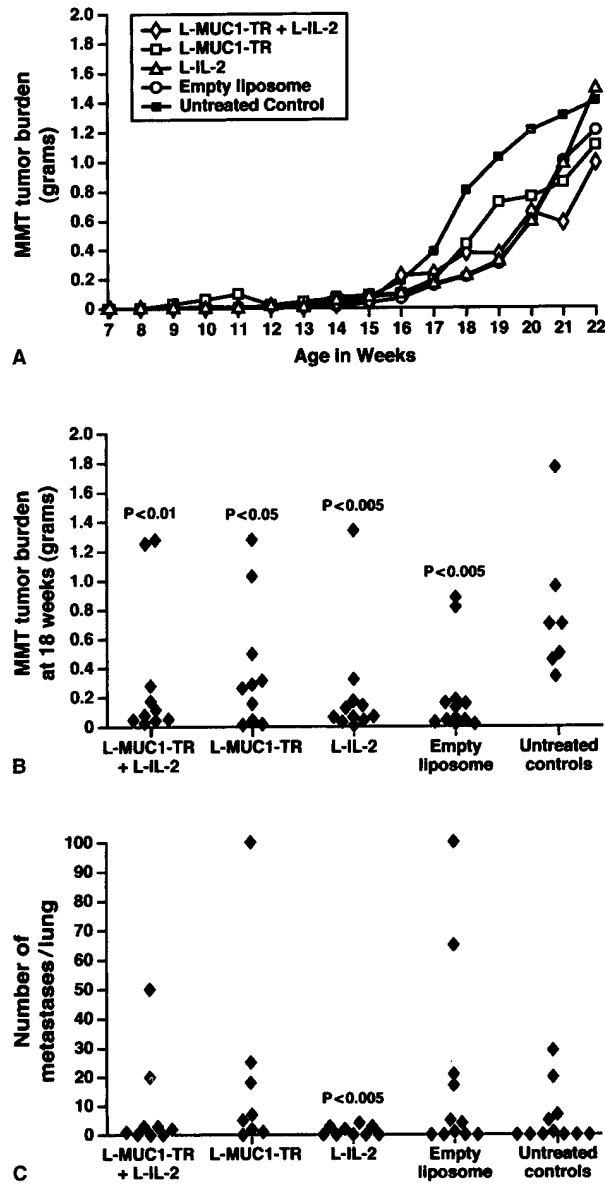 2.0
1.8
1.6
1.4
1.2
1.0
0.8
0.6
0.4
0.2
0
MMT tumor burden
(grams)
L-MUC1-TR + L-IL-2
L-MUC1-TR
L-IL-2
Empty liposome
Untreated Control
7 8 9 10 11 12 13 14 15 16 17 18 19 20 21 22
Age in Weeks
A
2.0
1.8
1.6
1.4
1.2
1.0
0.8
0.6
0.4
0.2
0
MMT tumor burden
at 18 weeks (grams)
P<0.01
P<0.05
P<0.005
P<0.005
L-MUC1-TR
+ L-IL-2
L-MUC1-TR
L-IL-2
Empty
liposome
Untreated
controls
B
100
90
80
70
60
50
40
30
20
10
0
Number of
metastases/lung
P<0.005
L-MUC1-TR
+ L-IL-2
L-MUC1-TR
L-IL-2
Empty
liposome
Untreated
controls
C